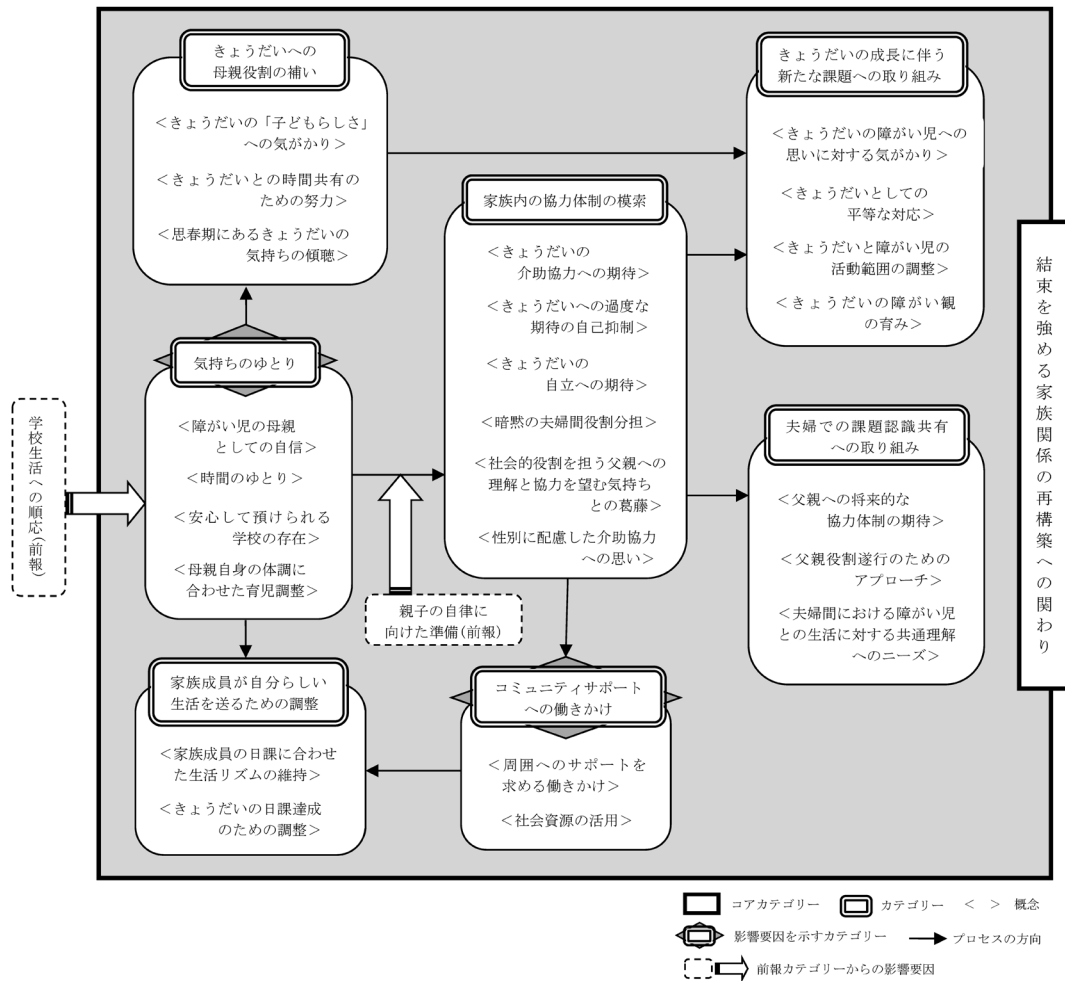 きょうだいへの
母親役割の補い
＜きょうだいの「子どもらしさ」
への気がかり＞
＜きょうだいとの時間共有の
ための努力＞
＜思春期にあるきょうだいの
気持ちの傾聴＞
気持ちのゆとり
＜障がい児の母親
としての自信＞
＜時間のゆとり＞
＜安心して預けられる
学校の存在＞
＜母親自身の体調に
合わせた育児調整＞
学校生活への順応(前報)
家族成員が自分らしい
生活を送るための調整
＜家族成員の日課に合わせ
た生活リズムの維持＞
＜きょうだいの日課達成
のための調整＞
親子の自律に
向けた準備(前報)
家族内の協力体制の模索
＜きょうだいの
介助協力への期待＞
＜きょうだいへの過度な
期待の自己抑制＞
＜きょうだいの
自立への期待＞
＜暗黙の夫婦間役割分担＞
＜社会的役割を担う父親への
理解と協力を望む気持ち
との葛藤＞
＜性別に配慮した介助協力
への思い＞
コミュニティサポート
への働きかけ
＜周囲へのサポートを
求める働きかけ＞
＜社会資源の活用＞
きょうだいの成長に伴う
新たな課題への取り組み
＜きょうだいの障がい児への
思いに対する気がかり＞
＜きょうだいとしての
平等な対応＞
＜きょうだいと障がい児の
活動範囲の調整＞
＜きょうだいの障がい観
の育み＞
夫婦での課題認識共有
への取り組み
＜父親への将来的な
協力体制の期待＞
＜父親役割遂行のための
アプローチ＞
＜夫婦間における障がい児
との生活に対する共通理解
へのニーズ＞
結束を強める家族関係の再構築への関わり
コアカテゴリー カテゴリー ＜ ＞ 概念
影響要因を示すカテゴリー プロセスの方向
前報カテゴリーからの影響要因